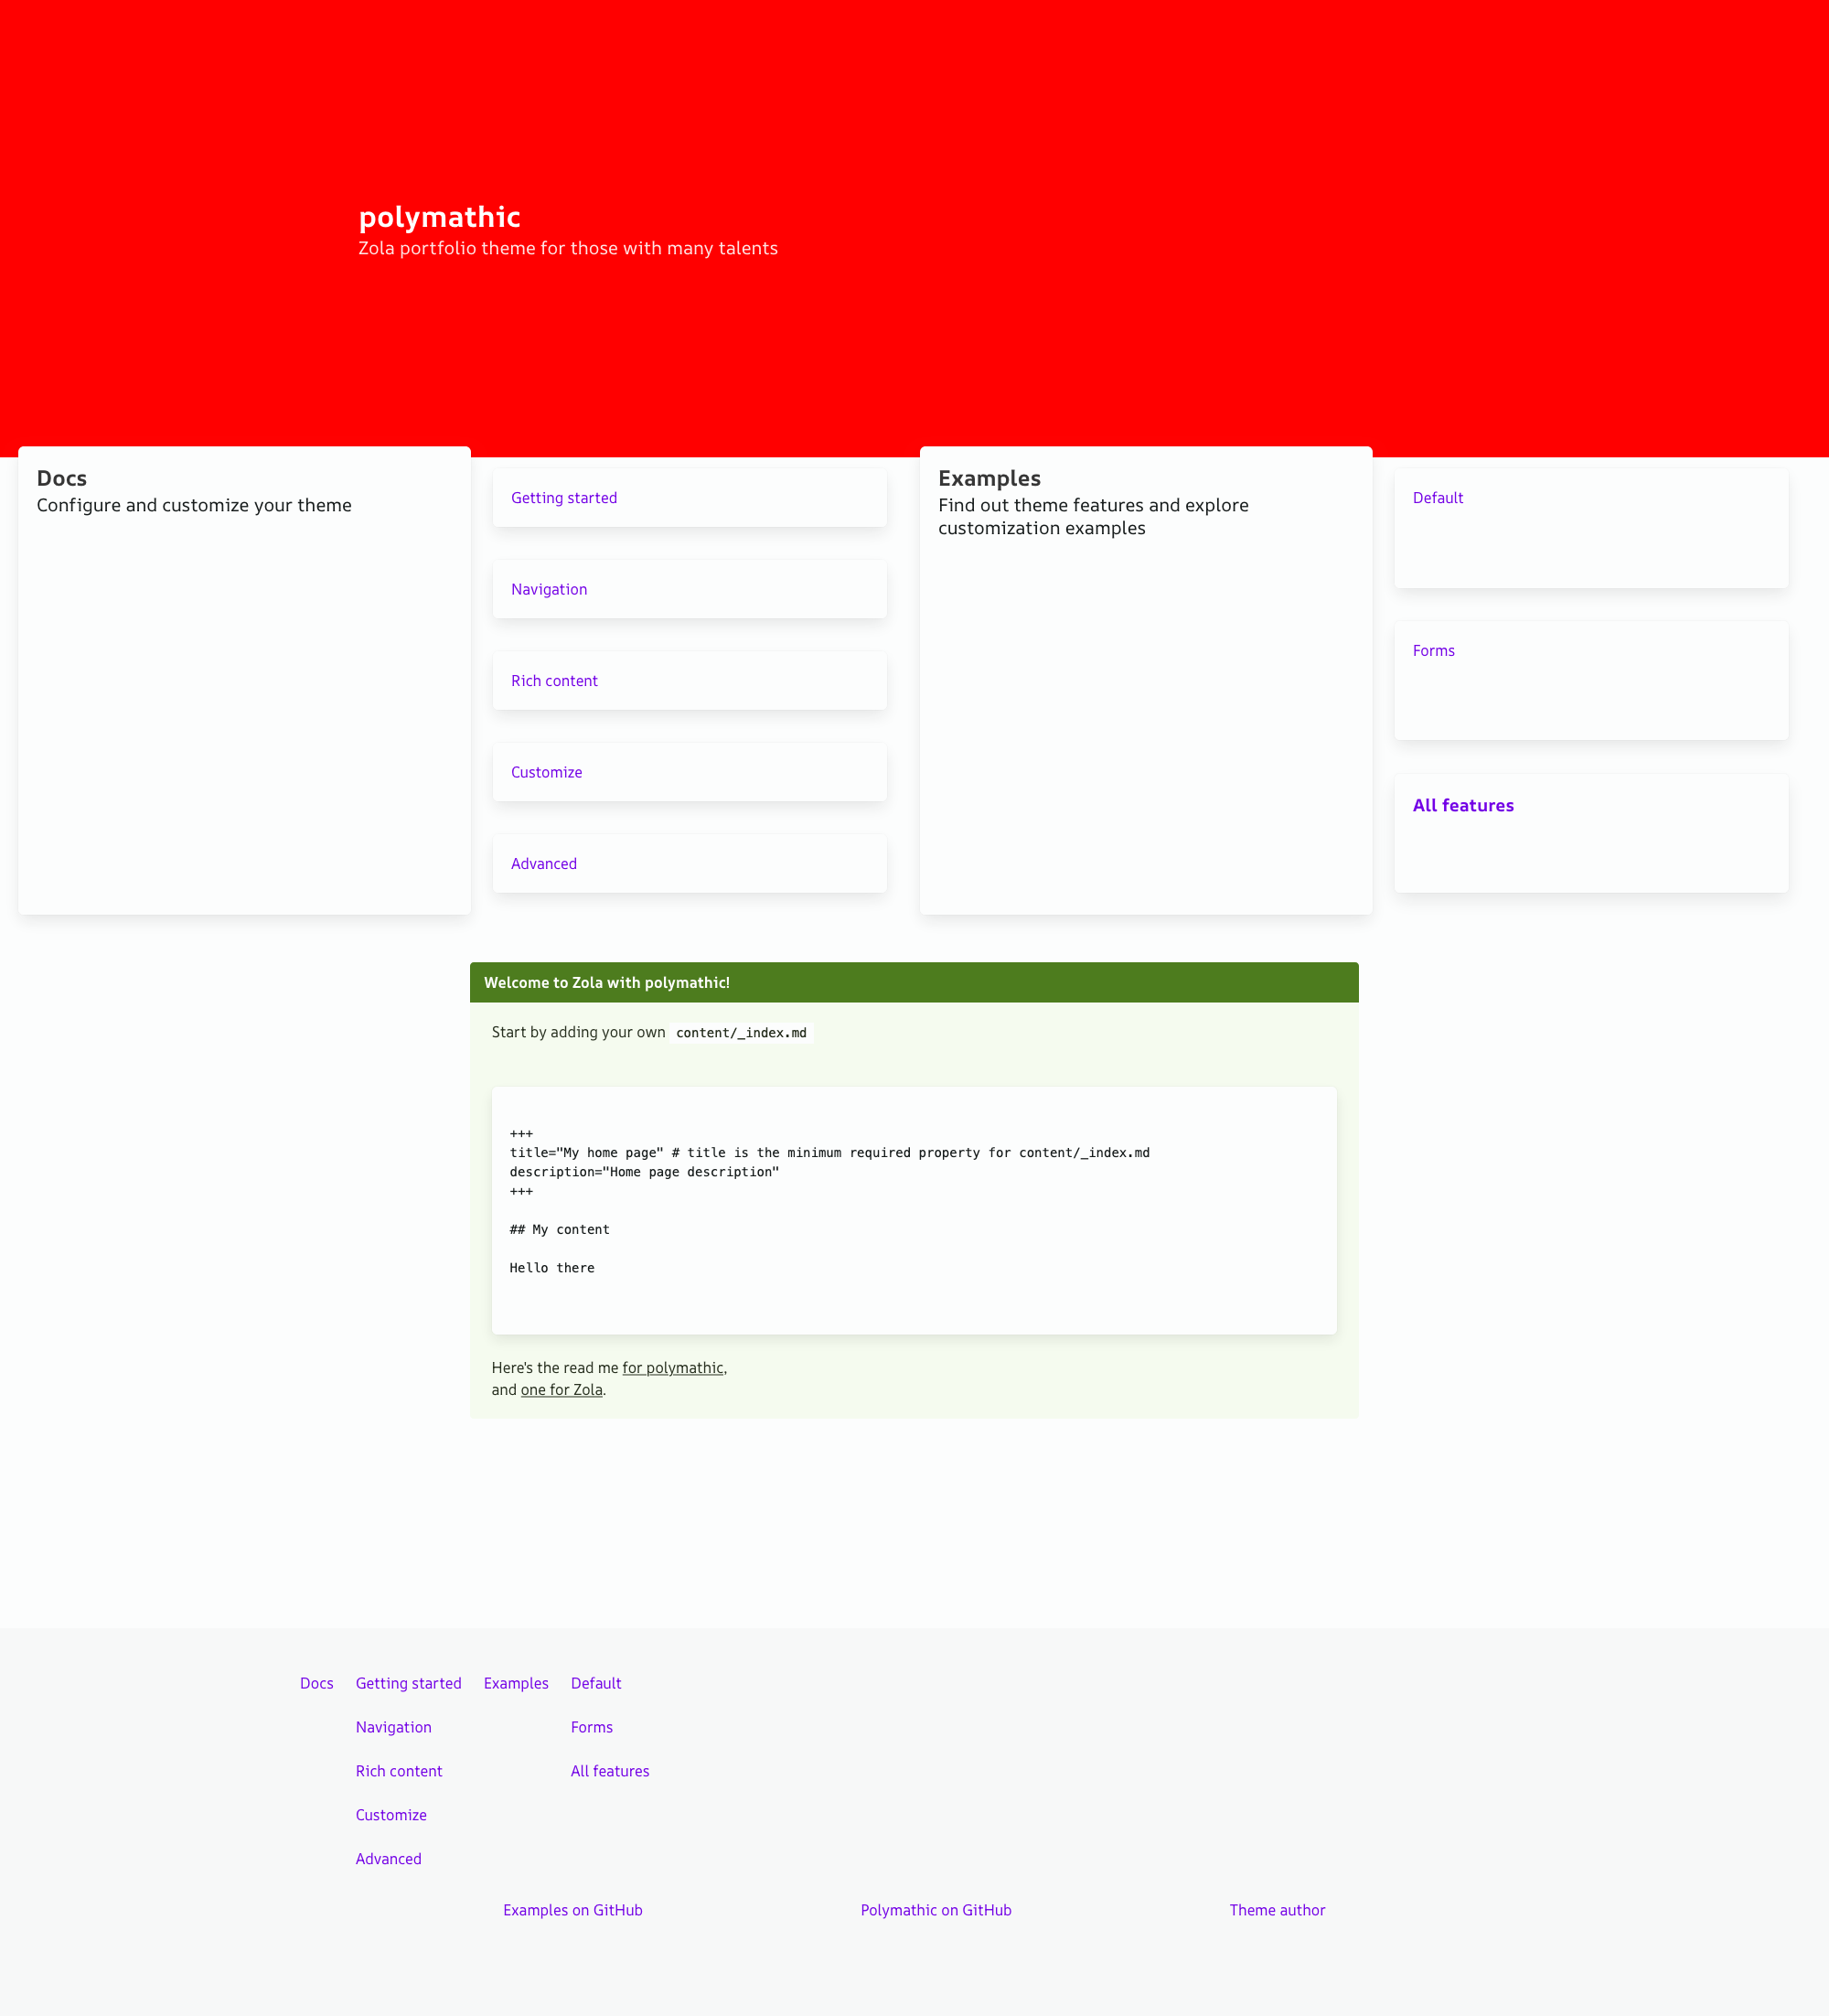 polymathic
Zola portfolio theme for those with many talents
Docs
Configure and customize your theme
Getting started
Navigation
Rich content
Customize
Advanced
Examples
Find out theme features and explore
customization examples
Default
Forms
All features
Welcome to Zola with polymathic!
Start by adding your own content/_index.md
+++
title="My home page" # title is the minimum required property for content/_index.md
description="Home page description"
+++
## My content
Hello there
Here's the read me for polymathic,
and one for Zola.
Docs
Getting started
Navigation
Rich content
Customize
Advanced
Examples
Default
Forms
All features
Examples on GitHub
Polymathic on GitHub
Theme author